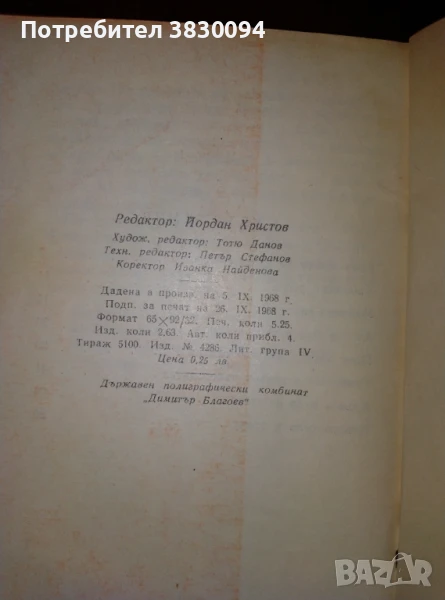 Потребител 3830094
Редактор: Йордан Христов
Худож. редактор: Тотю Данов
Техн. редактор: Петър Стефанов
Коректор Иванка Найденова
Дадена в произв. на 5. IX. 1968 г.
Подп. за печат на 26. IX. 1968 г.
Формат 65×92/32. Печ. коли 5.25.
Изд. коли 2.63. Авт. коли прибл. 4.
Тираж 5100. Изд. № 4286. Лит. група IV.
Цена 0,25 лв
Държавен полиграфически комбинат
„Димитър Благоев“
BAZAR